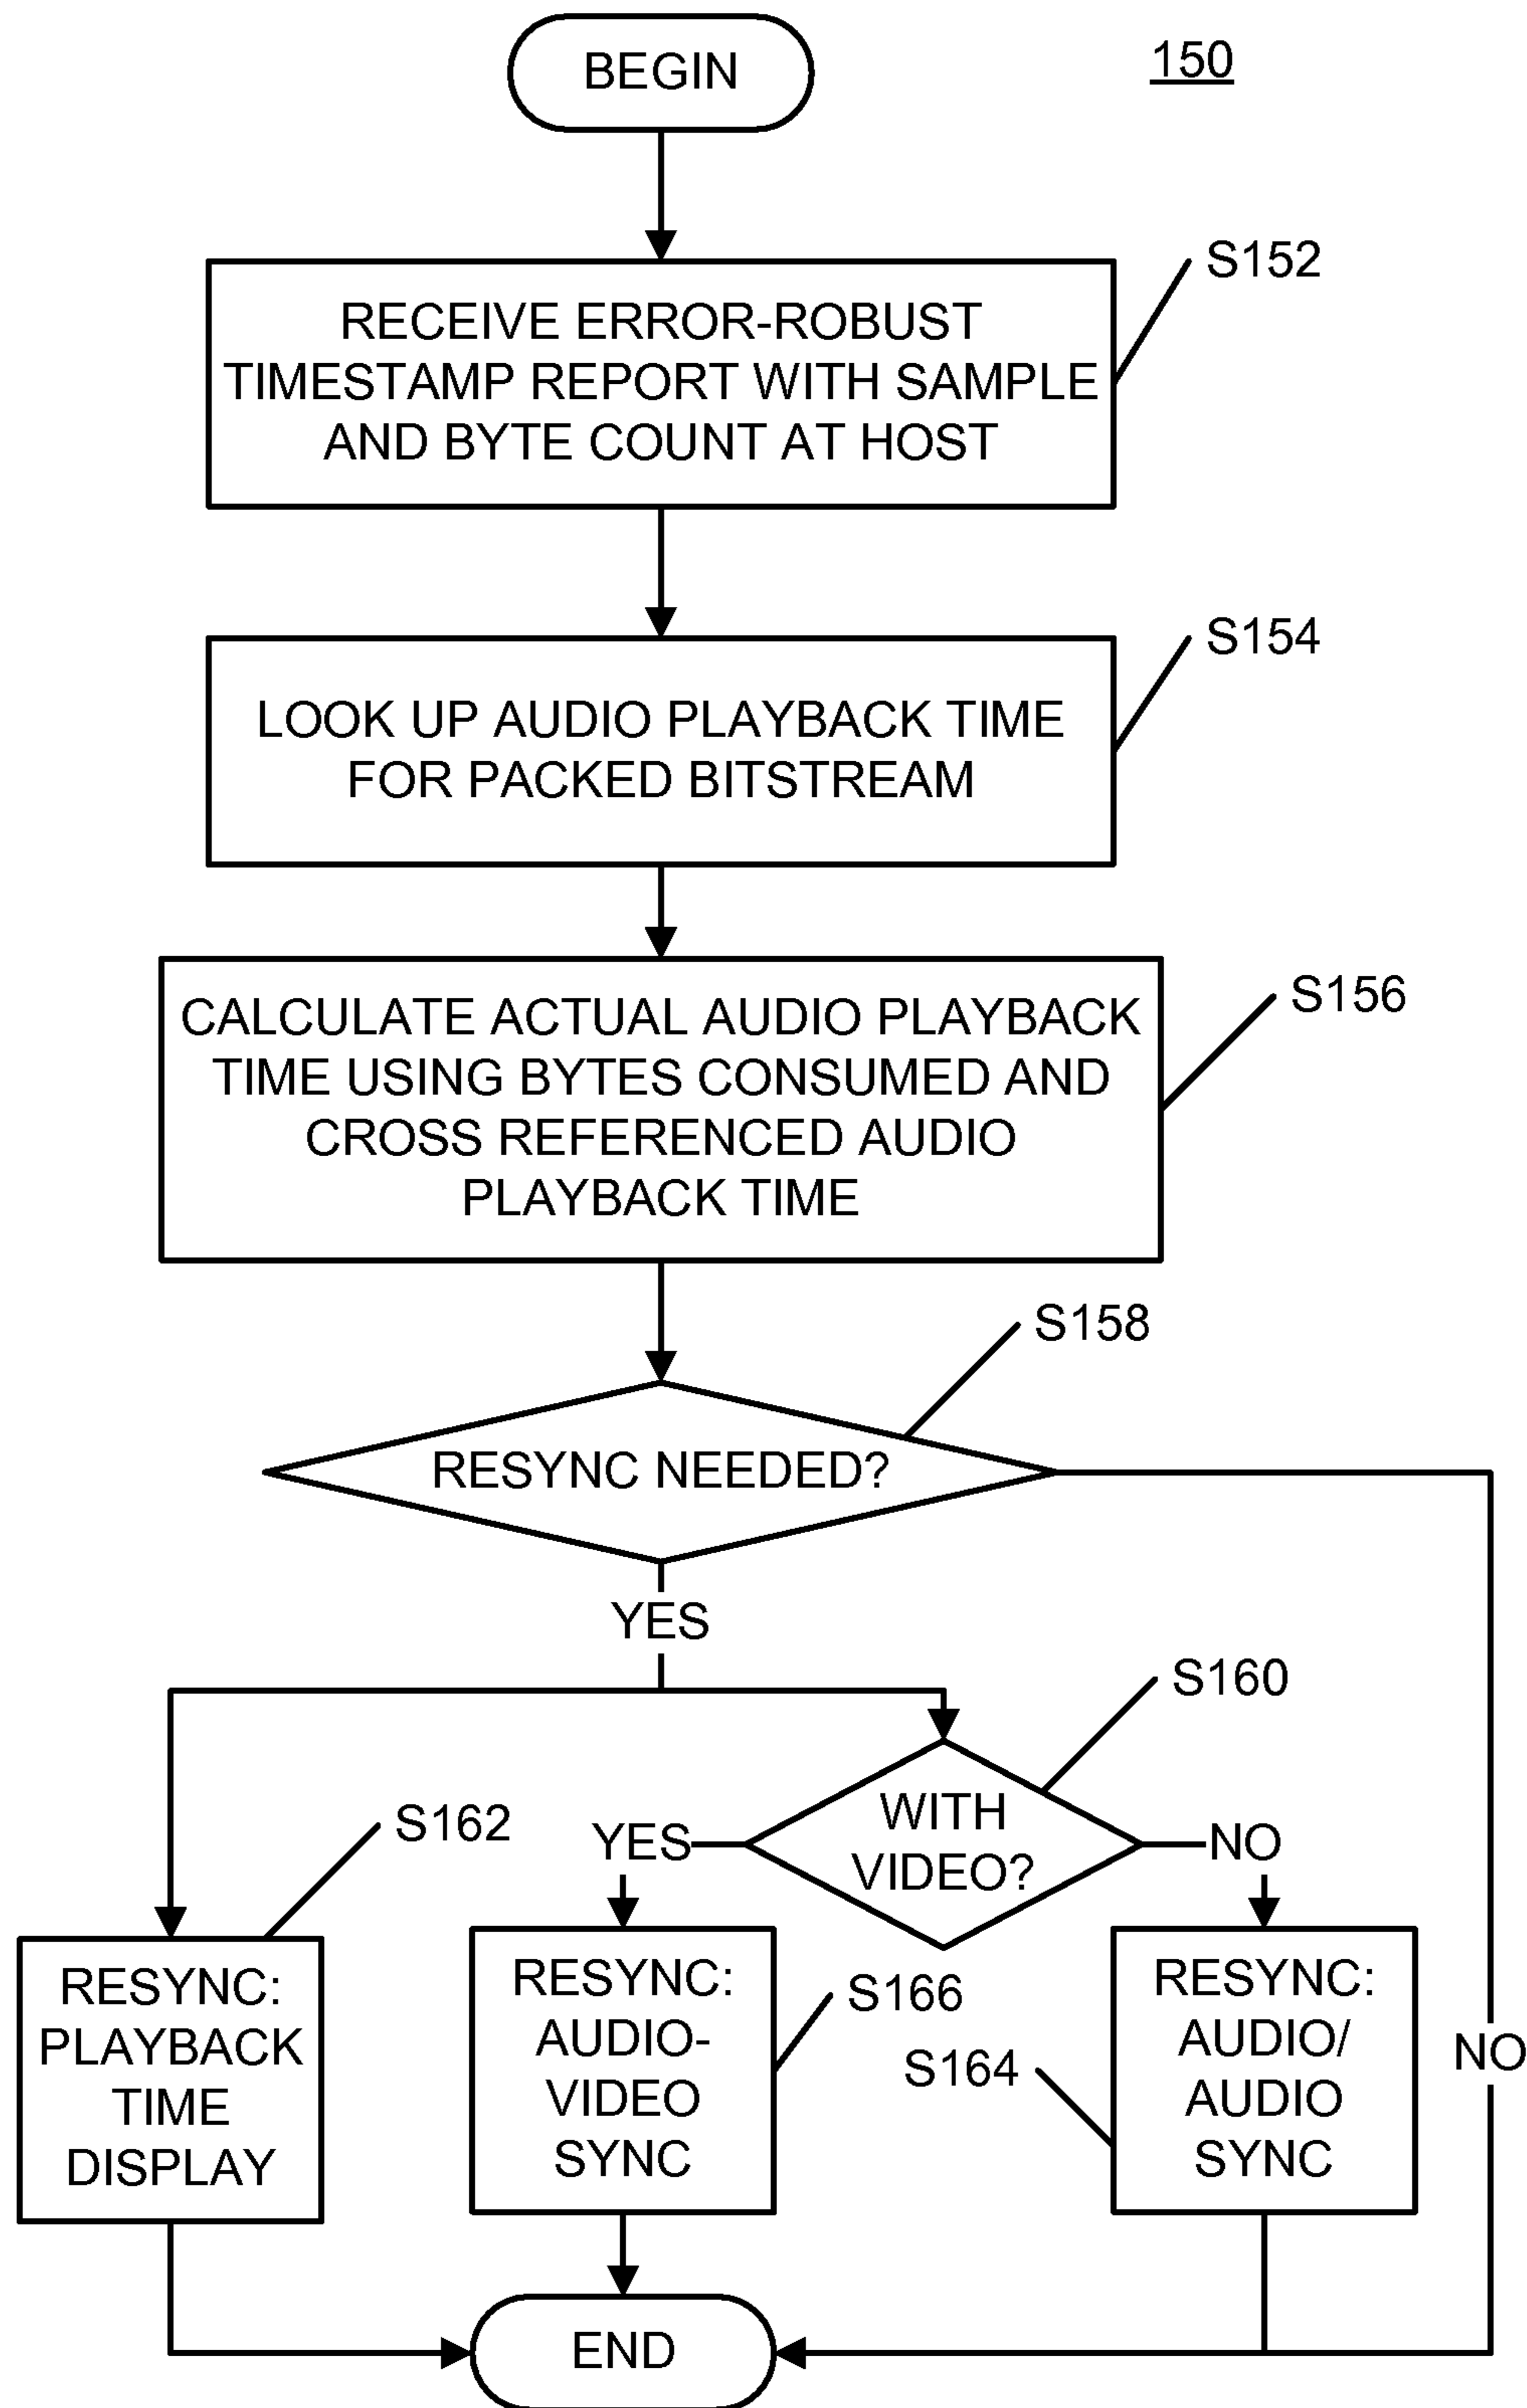 BEGIN
150
S152
RECEIVE ERROR-ROBUST
TIMESTAMP REPORT WITH SAMPLE
AND BYTE COUNT AT HOST
S154
LOOK UP AUDIO PLAYBACK TIME
FOR PACKED BITSTREAM
S156
CALCULATE ACTUAL AUDIO PLAYBACK
TIME USING BYTES CONSUMED AND
CROSS REFERENCED AUDIO
PLAYBACK TIME
S158
RESYNC NEEDED?
YES
S160
WITH
VIDEO?
YES
NO
S162
RESYNC:
PLAYBACK
TIME
DISPLAY
RESYNC:
AUDIO-
VIDEO
SYNC
S166
S164
RESYNC:
AUDIO/
AUDIO
SYNC
NO
END